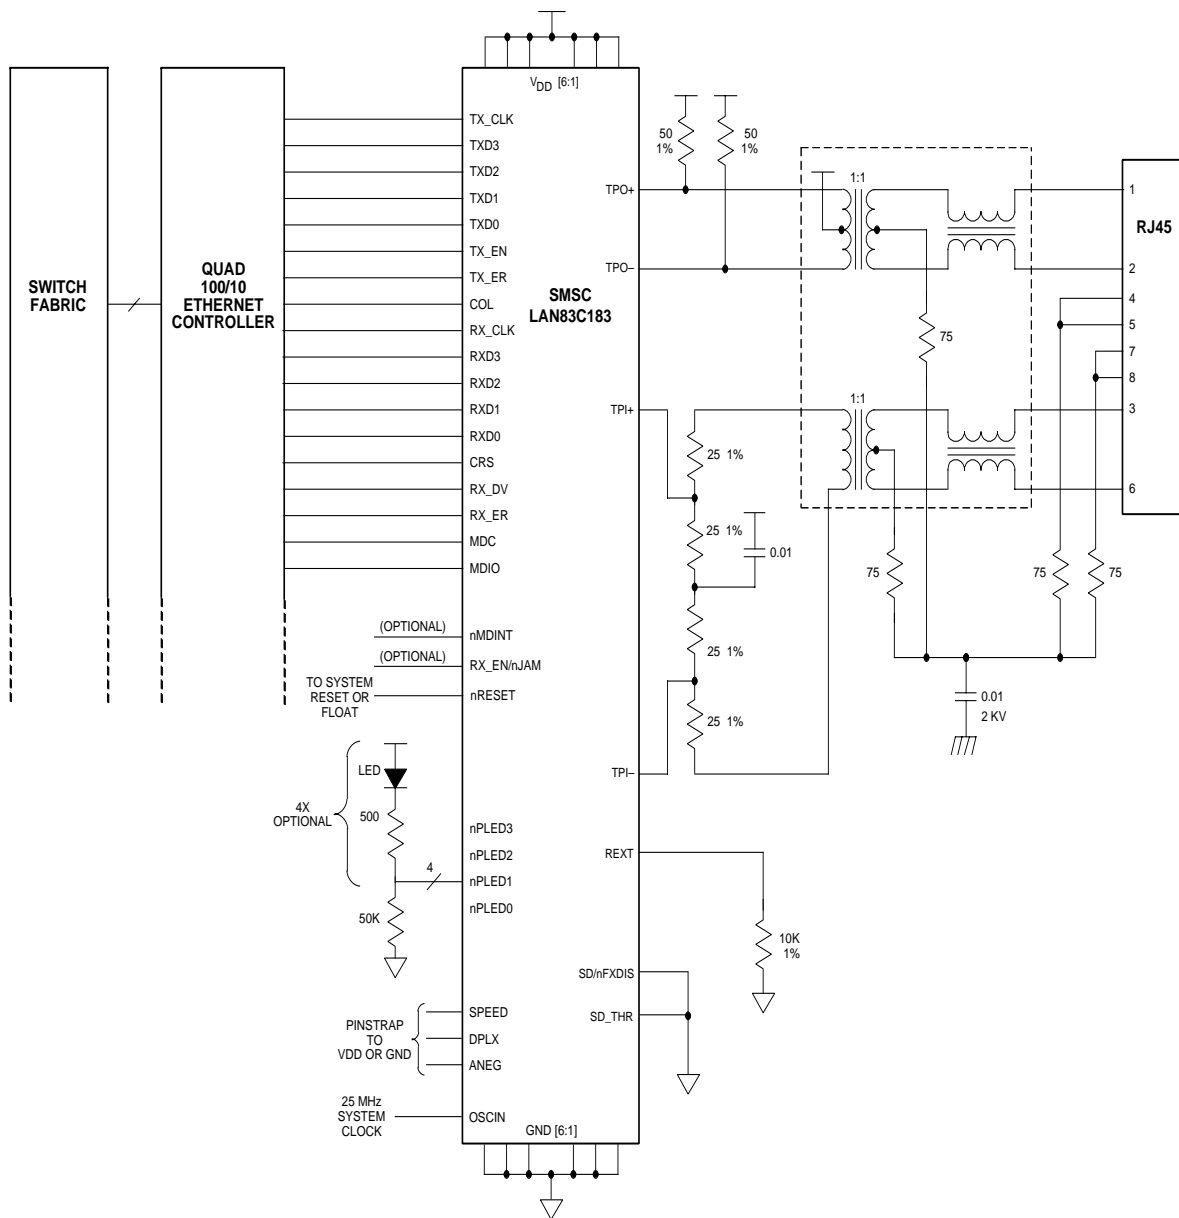 SWITCH
FABRIC
QUAD
100/10
ETHERNET
CONTROLLER
VDD [6:1]
SMSC
LAN83C183
TX_CLK
TXD3
TXD2
TXD1
TXD0
TX_EN
TX_ER
COL
RX_CLK
RXD3
RXD2
RXD1
RXD0
CRS
RX_DV
RX_ER
MDC
MDIO
(OPTIONAL)
nMDINT
(OPTIONAL)
RX_EN/nJAM
TO SYSTEM
RESET OR
FLOAT
nRESET
LED
500
4X
OPTIONAL
4
50K
nPLED3
nPLED2
nPLED1
nPLED0
PINSTRAP
TO
VDD OR GND
SPEED
DPLX
ANEG
25 MHz
SYSTEM
CLOCK
OSCIN
GND [6:1]
TPO+
TPO–
TPI+
TPI–
REXT
SD/nFXDIS
SD_THR
50
1%
50
1%
1:1
75
1:1
25 1%
25 1%
0.01
25 1%
25 1%
10K
1%
75
75
75
0.01
2 KV
RJ45
1
2
4
5
7
8
3
6